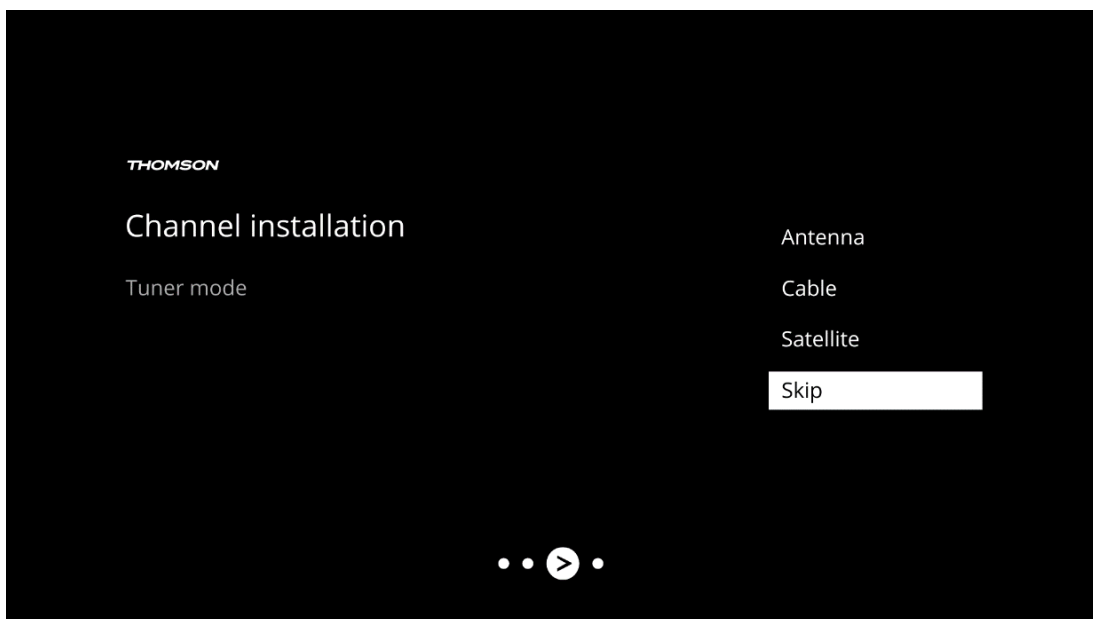 THOMSON
Channel installation
Tuner mode
Antenna
Cable
Satellite
Skip